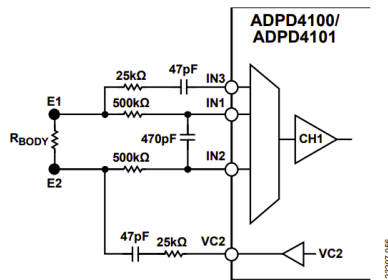 ADPD4100/
ADPD4101
47pF
25kΩ
IN3
E1
500kΩ
IN1
RBODY
470pF
CH1
500kΩ
IN2
E2
47pF
25kΩ
VC2
VC2